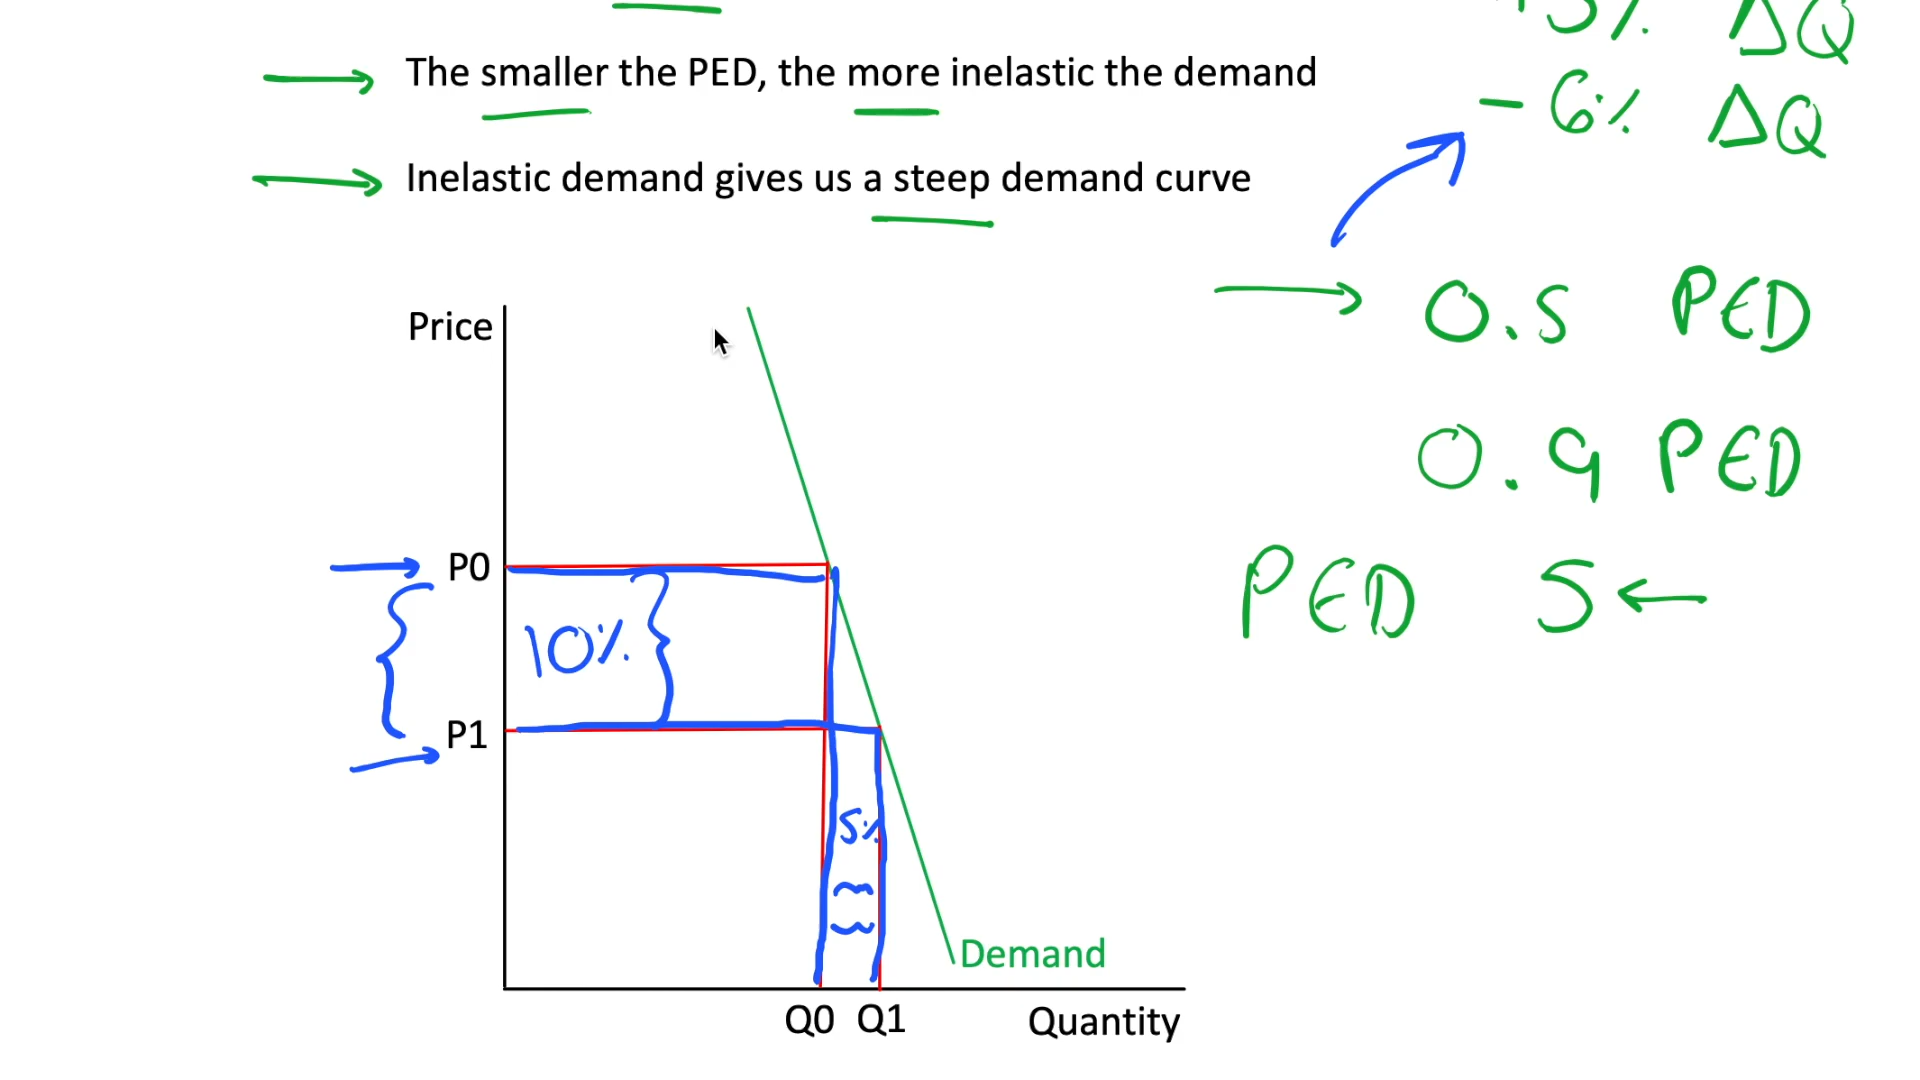 5% ΔQ
The smaller the PED, the more inelastic the demand
- 6% ΔQ
Inelastic demand gives us a steep demand curve
0.5 PED
Price
0.9 PED
P0
PED 5
10%
P1
5%
Demand
Q0 Q1
Quantity